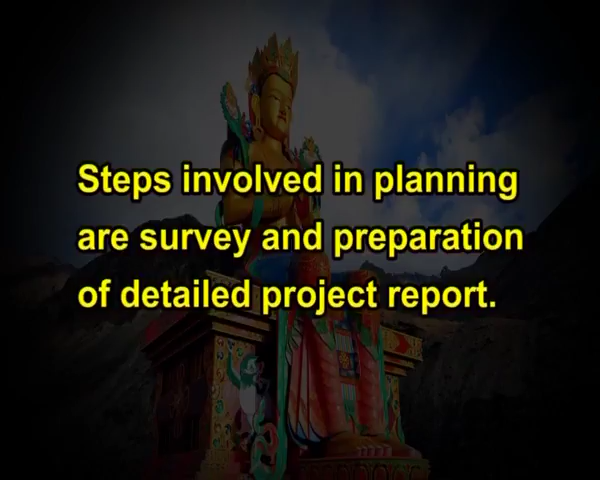 Steps involved in planning
are survey and preparation
of detailed project report.